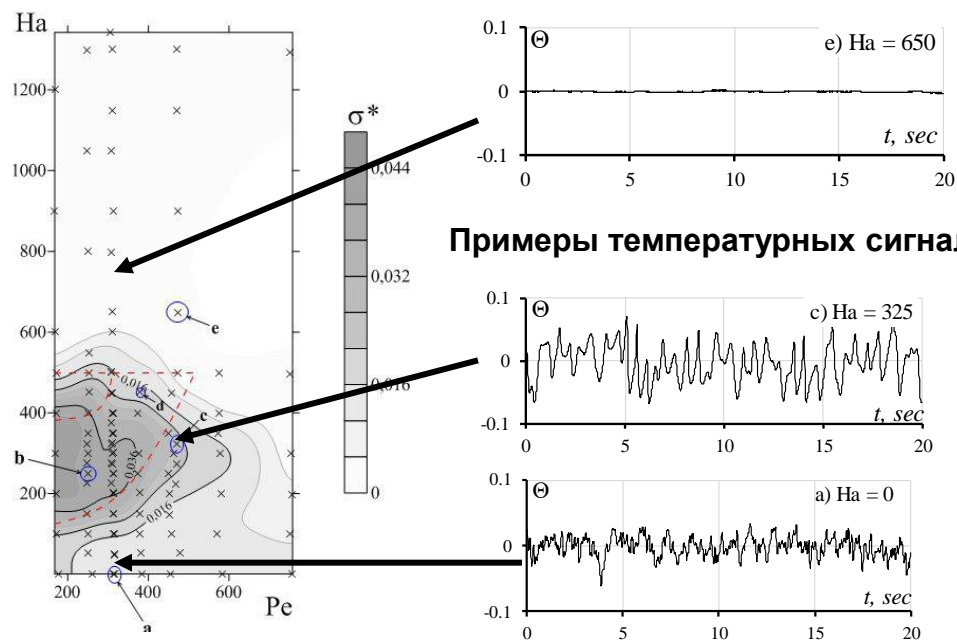 Ha
1200
1000
800
600
400
200
200
400
600
Pe
0,016
0,036
0,016
a
b
c
d
e
σ*
0,044
0,032
0,016
0
Θ
e) Ha = 650
0.1
0
-0.1
t, sec
0
5
10
15
20
Примеры температурных сигнал
Θ
c) Ha = 325
0.1
0
-0.1
t, sec
0
5
10
15
20
Θ
a) Ha = 0
0.1
0
-0.1
t, sec
0
5
10
15
20